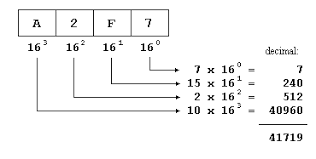 A 2 F 7
16³ 16² 16¹ 16⁰
decimal:
7 x 16⁰ = 7
15 x 16¹ = 240
2 x 16² = 512
10 x 16³ = 40960
41719